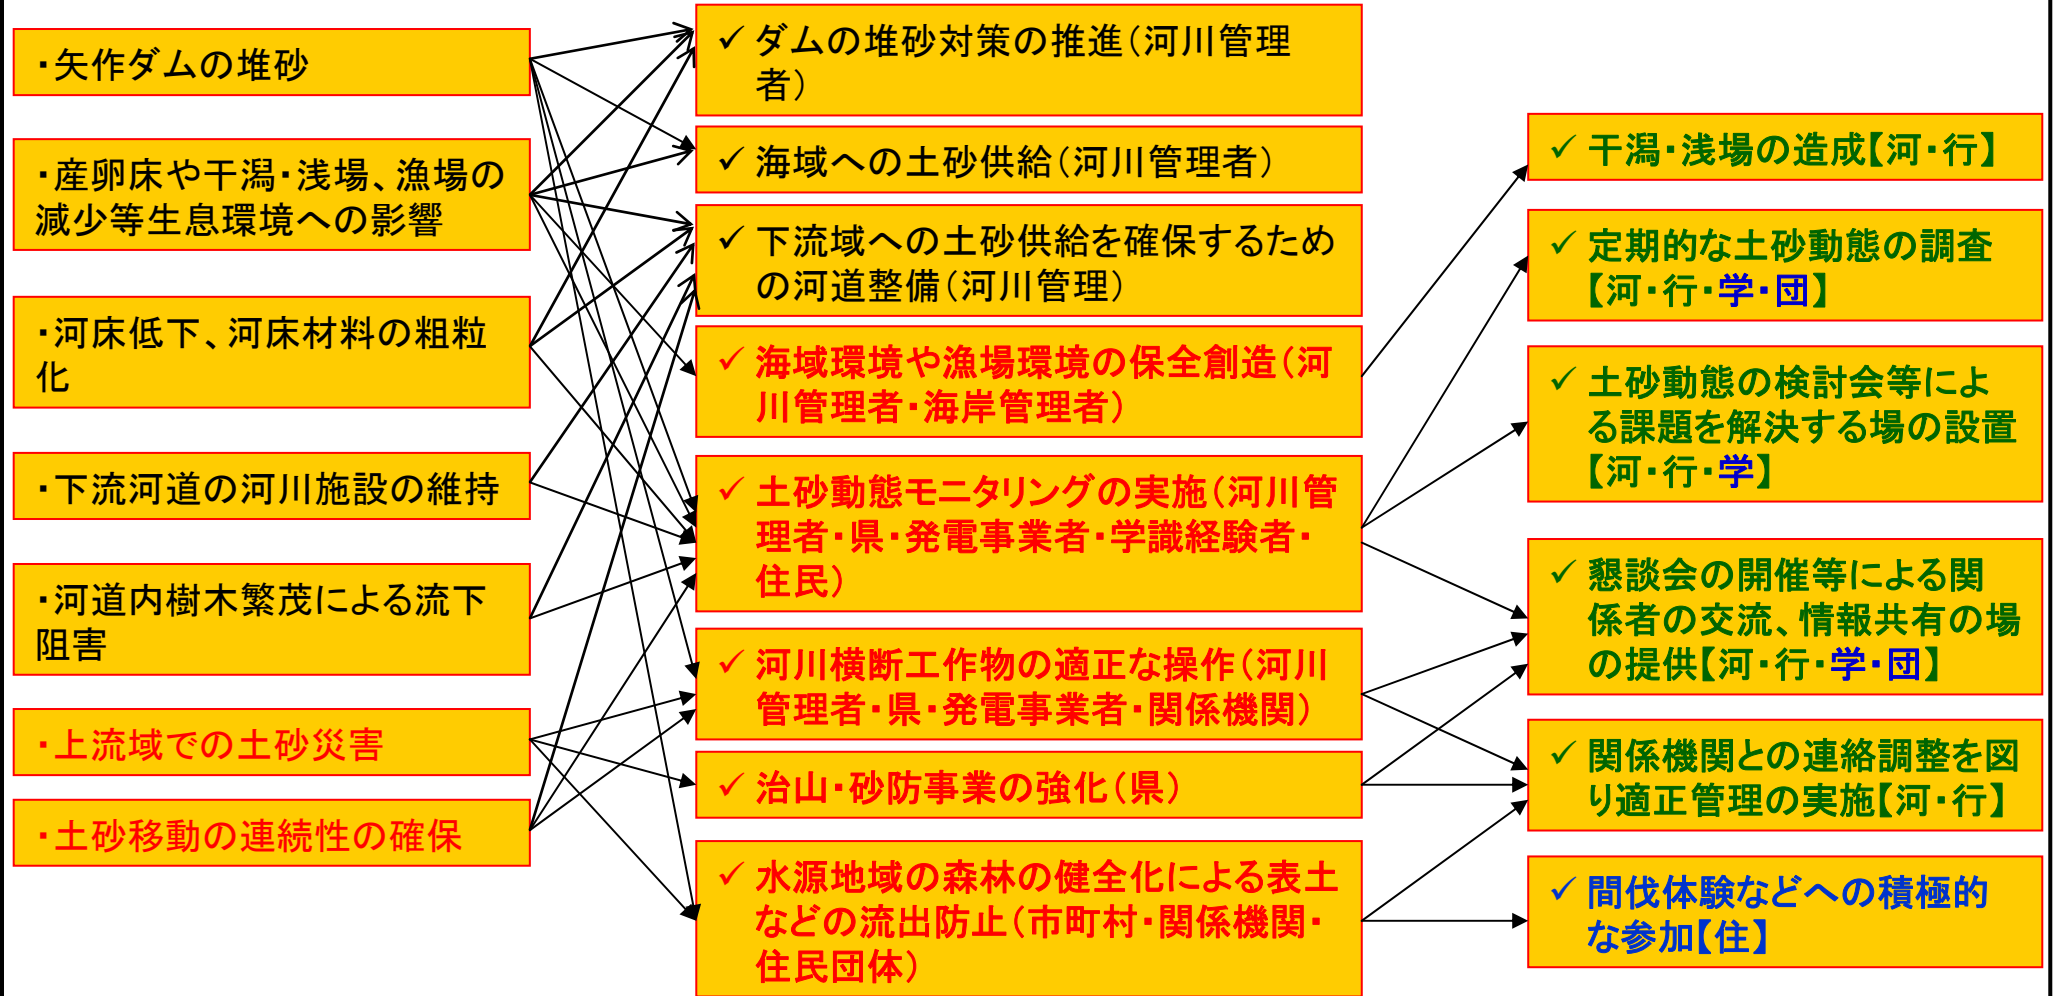 ・矢作ダムの堆砂
・産卵床や干潟・浅場、漁場の
減少等生息環境への影響
・河床低下、河床材料の粗粒
化
・下流河道の河川施設の維持
・河道内樹木繁茂による流下
阻害
・上流域での土砂災害
・土砂移動の連続性の確保
✓ ダムの堆砂対策の推進（河川管理
者）
✓ 海域への土砂供給（河川管理者）
✓ 下流域への土砂供給を確保するため
の河道整備（河川管理）
✓ 海域環境や漁場環境の保全創造（河
川管理者・海岸管理者）
✓ 土砂動態モニタリングの実施（河川管
理者・県・発電事業者・学識経験者・
住民）
✓ 河川横断工作物の適正な操作（河川
管理者・県・発電事業者・関係機関）
✓ 治山・砂防事業の強化（県）
✓ 水源地域の森林の健全化による表土
などの流出防止（市町村・関係機関・
住民団体）
✓ 干潟・浅場の造成【河・行】
✓ 定期的な土砂動態の調査
【河・行・学・団】
✓ 土砂動態の検討会等によ
る課題を解決する場の設置
【河・行・学】
✓ 懇談会の開催等による関
係者の交流、情報共有の場
の提供【河・行・学・団】
✓ 関係機関との連絡調整を図
り適正管理の実施【河・行】
✓ 間伐体験などへの積極的
な参加【住】